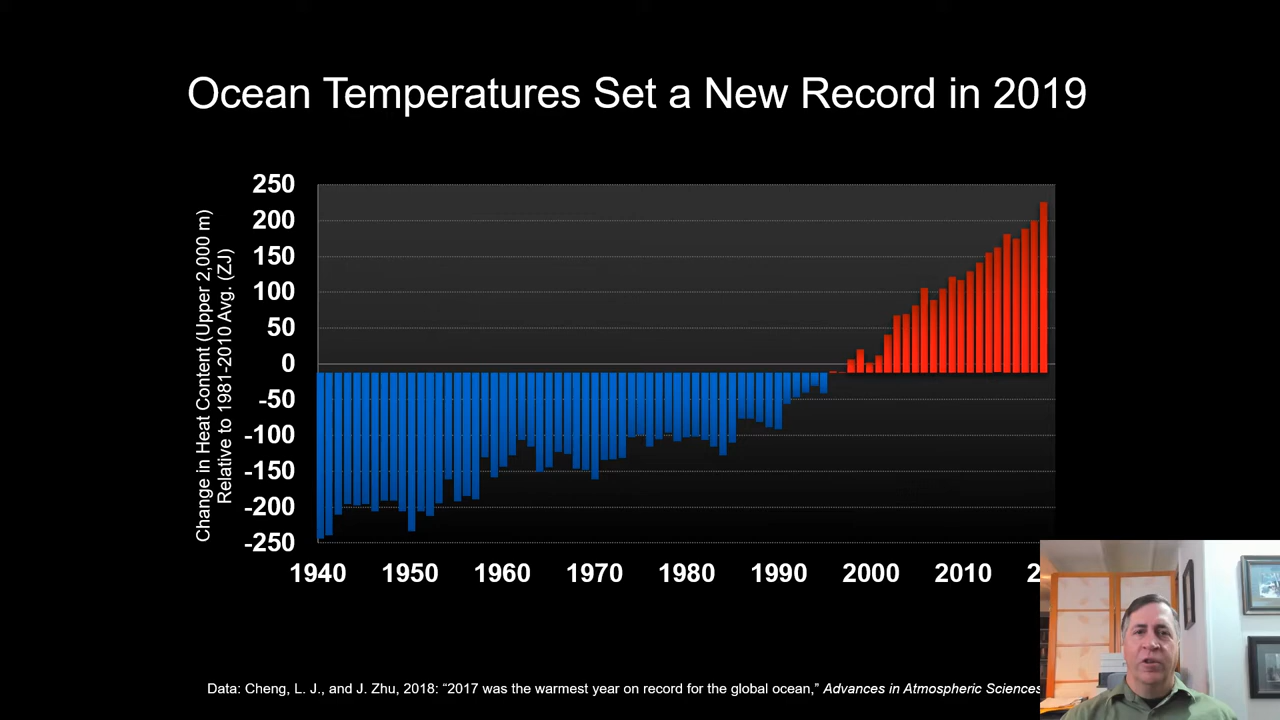 Ocean Temperatures Set a New Record in 2019
Change in Heat Content (Upper 2,000 m)
Relative to 1981-2010 Avg. (ZJ)
250
200
150
100
50
0
-50
-100
-150
-200
-250
1940 1950 1960 1970 1980 1990 2000 2010 2
Data: Cheng, L. J., and J. Zhu, 2018: “2017 was the warmest year on record for the global ocean,” Advances in Atmospheric Sciences